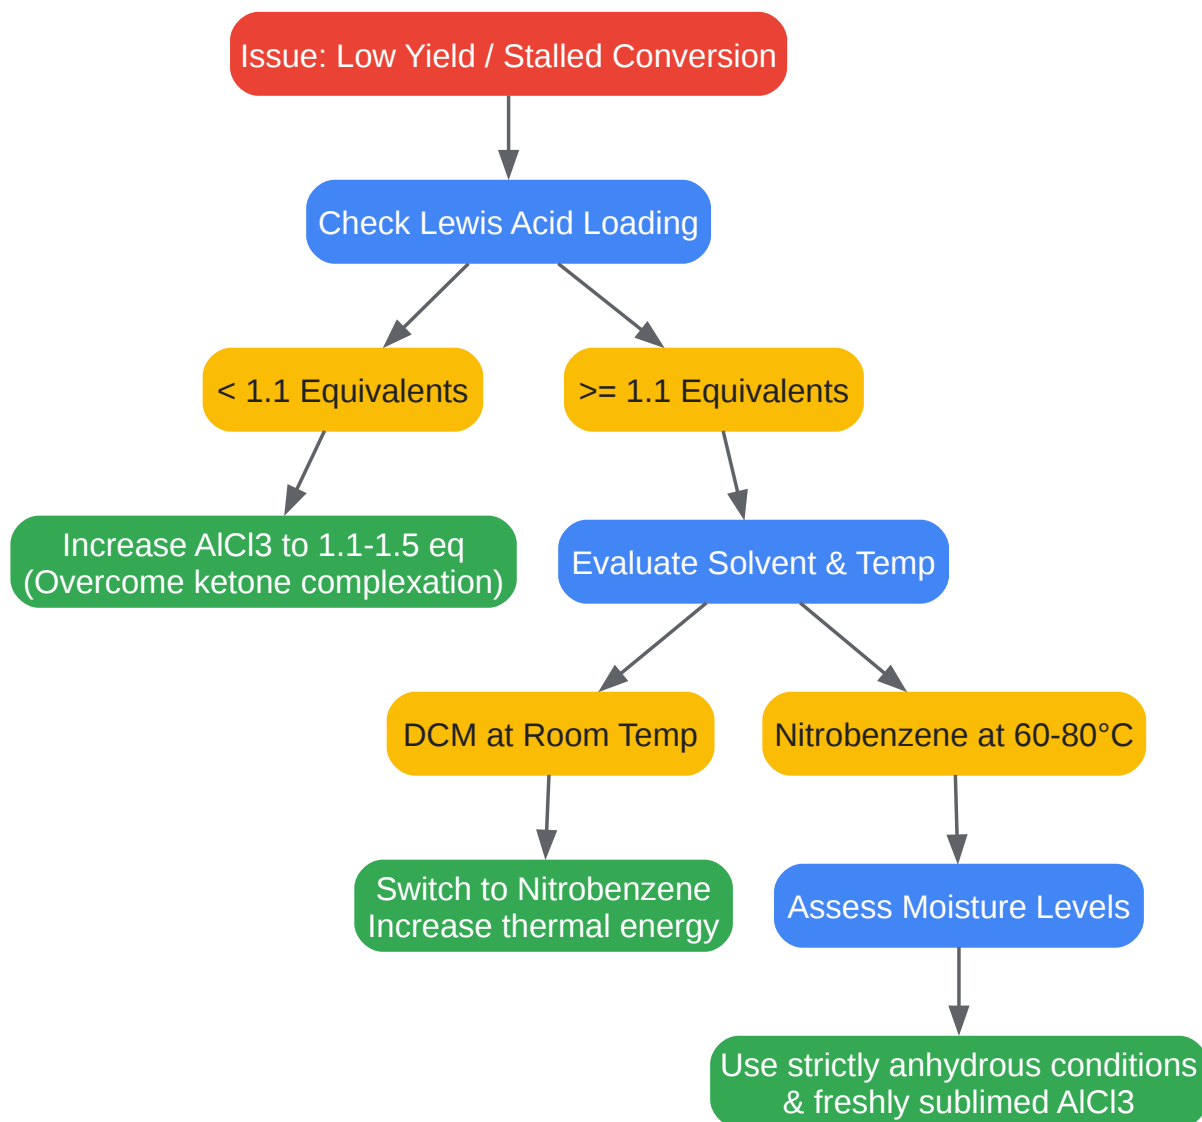 Issue: Low Yield / Stalled Conversion
Check Lewis Acid Loading
< 1.1 Equivalents
>= 1.1 Equivalents
Increase AlCl3 to 1.1-1.5 eq
(Overcome ketone complexation)
Evaluate Solvent & Temp
DCM at Room Temp
Nitrobenzene at 60-80°C
Switch to Nitrobenzene
Increase thermal energy
Assess Moisture Levels
Use strictly anhydrous conditions
& freshly sublimed AlCl3